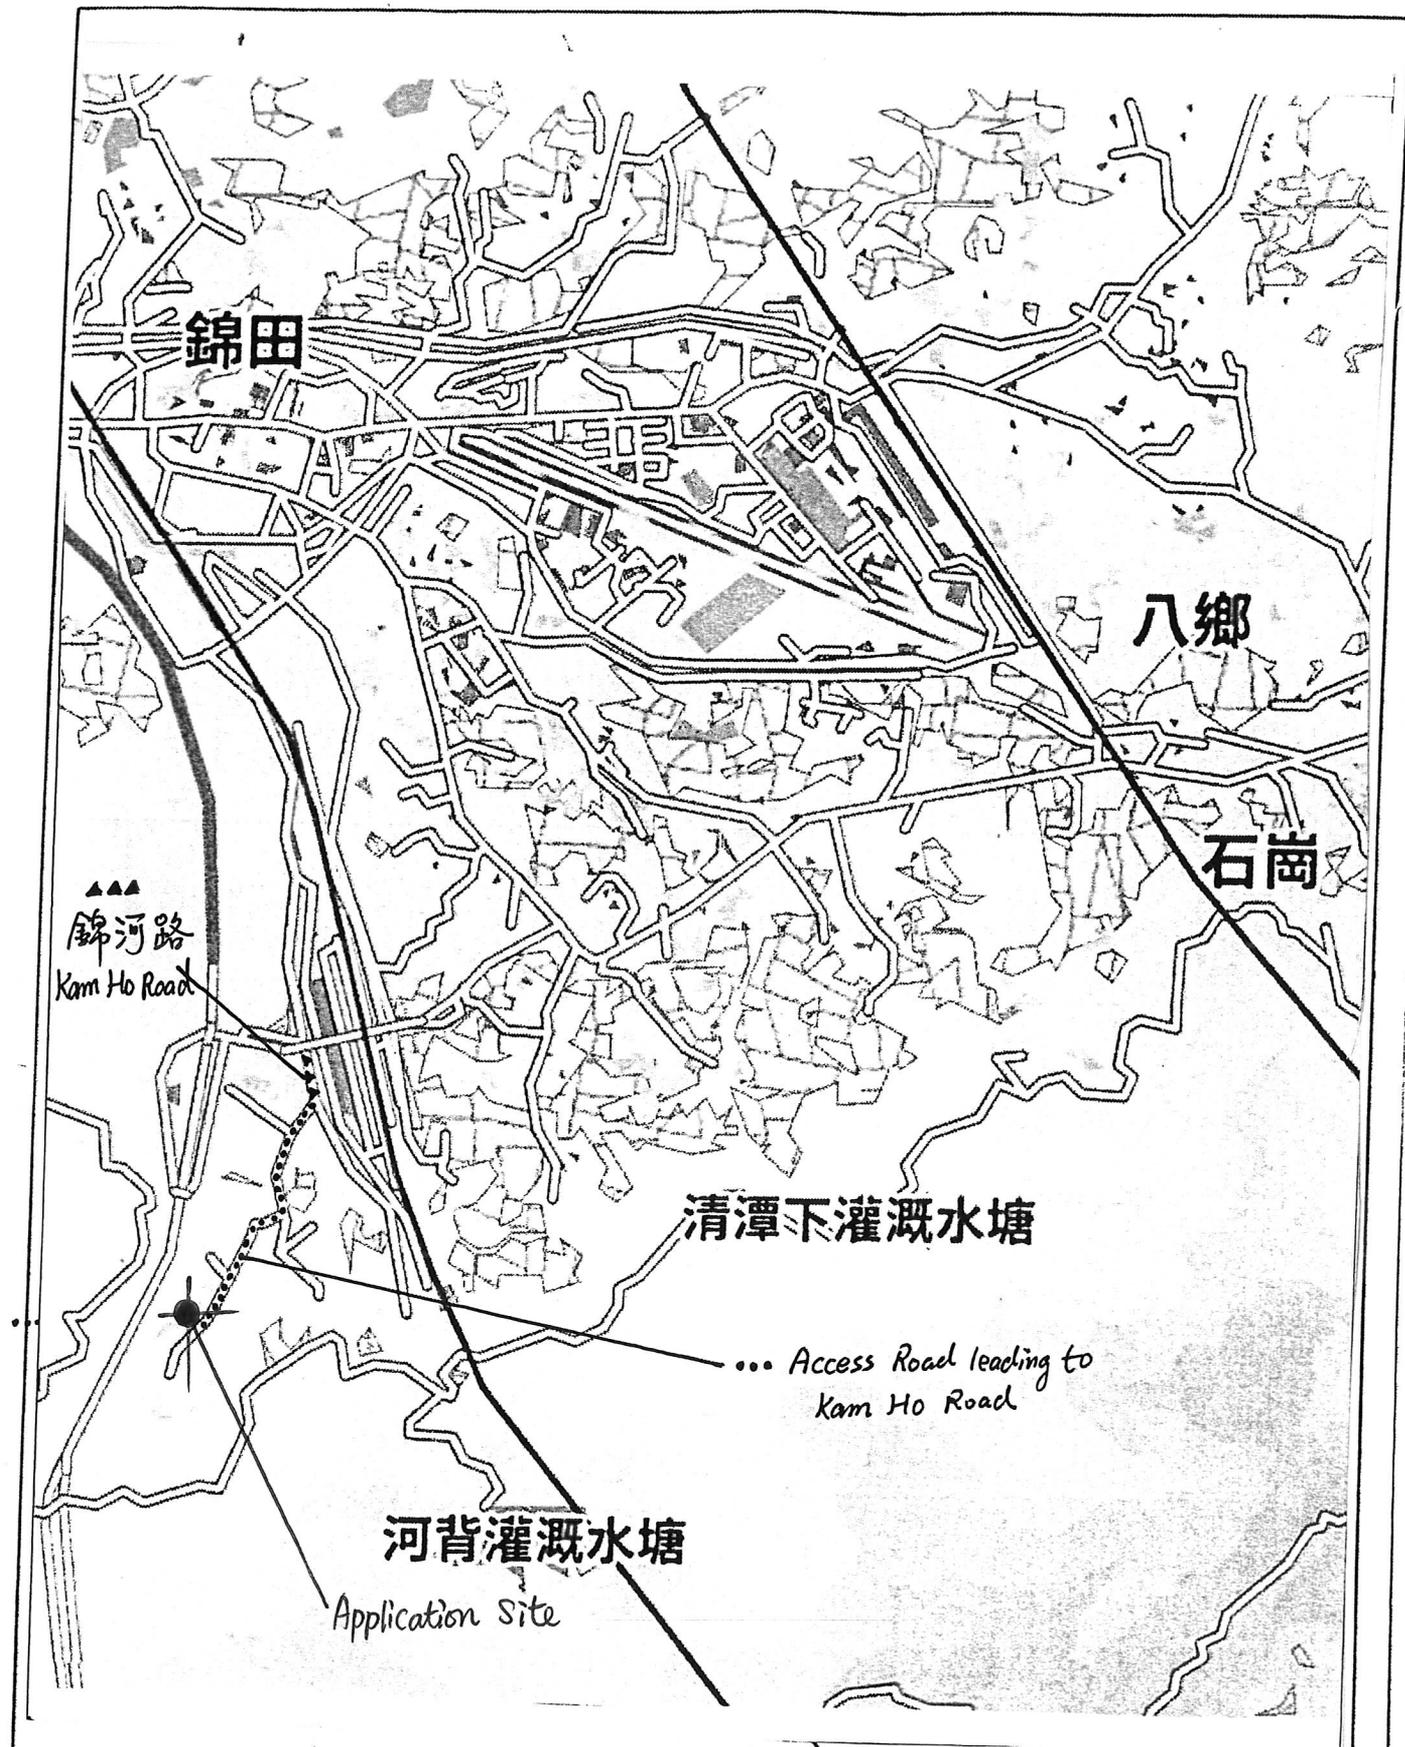 錦田
八鄉
石崗
▲▲▲
錦河路
Kam Ho Road
清潭下灌溉水塘
••• Access Road leading to
Kam Ho Road
河背灌溉水塘
Application Site